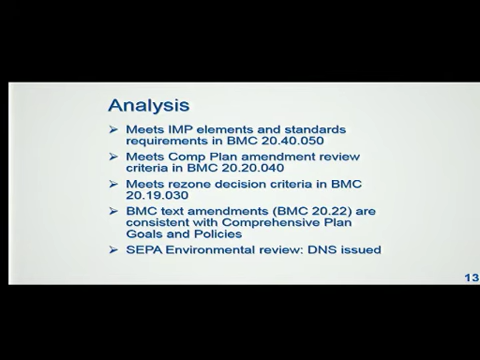 Analysis
➢ Meets IMP elements and standards
requirements in BMC 20.40.050
➢ Meets Comp Plan amendment review
criteria in BMC 20.20.040
➢ Meets rezone decision criteria in BMC
20.19.030
➢ BMC text amendments (BMC 20.22) are
consistent with Comprehensive Plan
Goals and Policies
➢ SEPA Environmental review: DNS issued
13